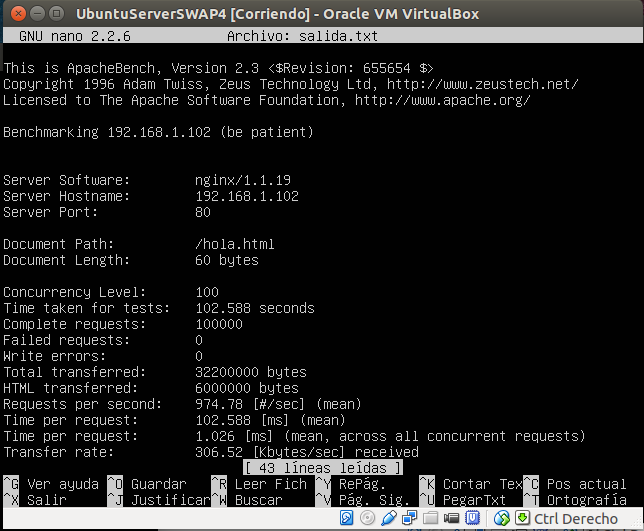 UbuntuServerSWAP4 [Corriendo] - Oracle VM VirtualBox
GNU nano 2.2.6 Archivo: salida.txt
This is ApacheBench, Version 2.3 <$Revision: 655654 $>
Copyright 1996 Adam Twiss, Zeus Technology Ltd, http://www.zeustech.net/
Licensed to The Apache Software Foundation, http://www.apache.org/
Benchmarking 192.168.1.102 (be patient)
Server Software: nginx/1.1.19
Server Hostname: 192.168.1.102
Server Port: 80
Document Path: /hola.html
Document Length: 60 bytes
Concurrency Level: 100
Time taken for tests: 102.588 seconds
Complete requests: 100000
Failed requests: 0
Write errors: 0
Total transferred: 32200000 bytes
HTML transferred: 6000000 bytes
Requests per second: 974.78 [#/sec] (mean)
Time per request: 102.588 [ms] (mean)
Time per request: 1.026 [ms] (mean, across all concurrent requests)
Transfer rate: 306.52 [Kbytes/sec] received
[ 43 líneas leídas ]
^G Ver ayuda ^O Guardar ^R Leer Fich ^Y RePág. ^K Cortar Tex ^C Pos actual
^X Salir ^J Justificar ^W Buscar ^V Pág. Sig. ^U PegarTxt ^T Ortografía
Ctrl Derecho